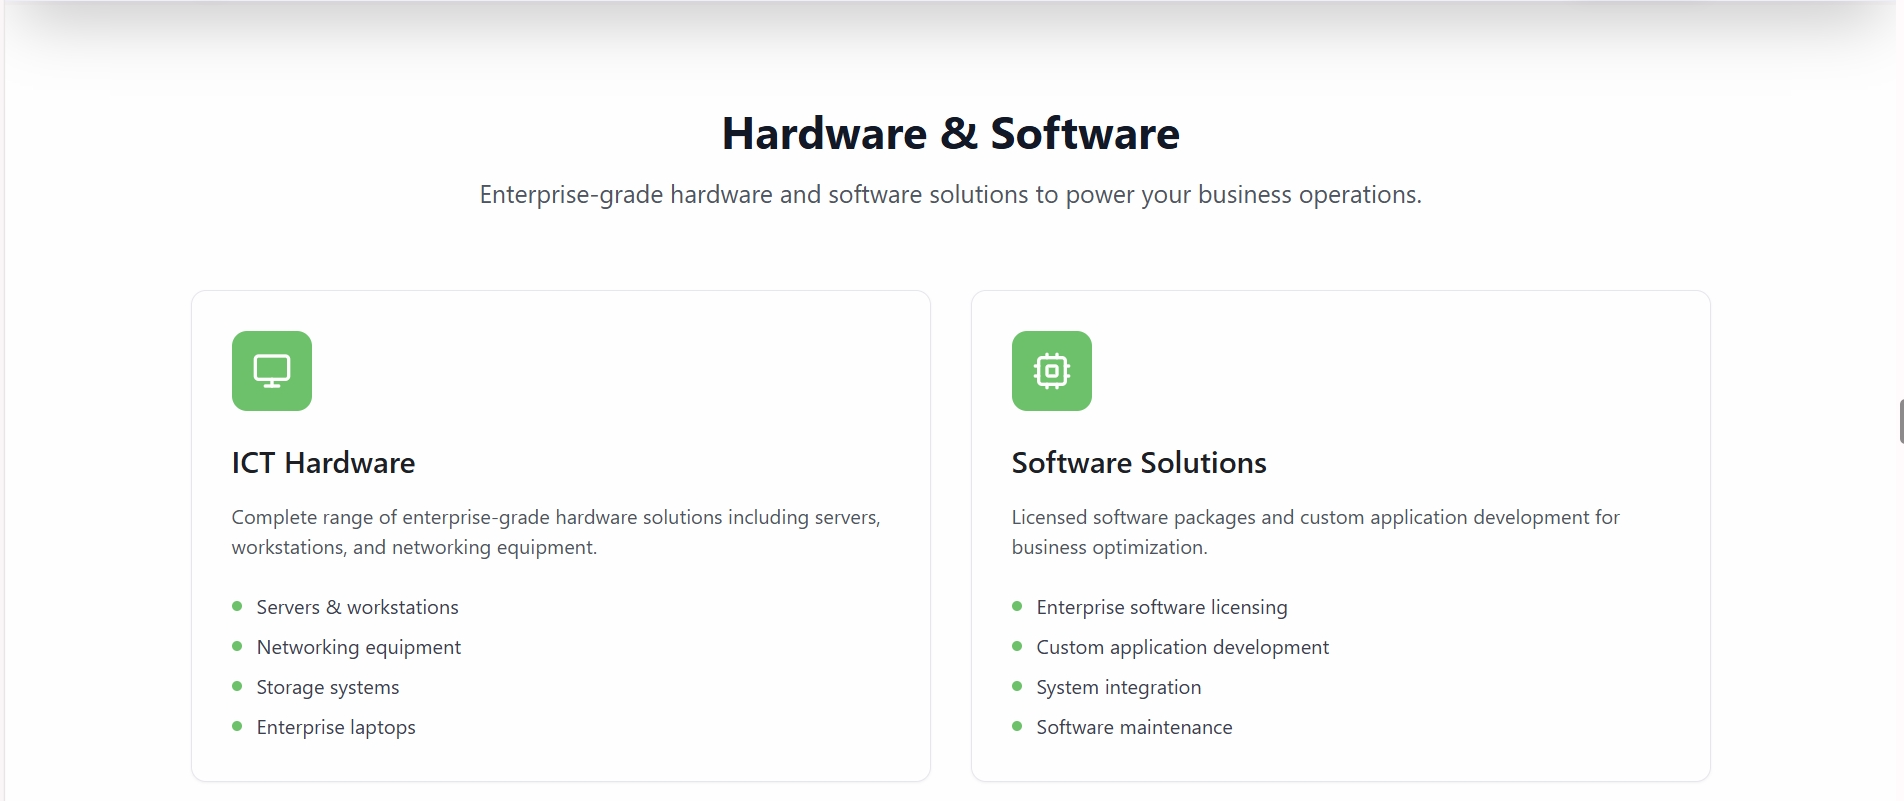 Hardware & Software
Enterprise-grade hardware and software solutions to power your business operations.
ICT Hardware
Complete range of enterprise-grade hardware solutions including servers,
workstations, and networking equipment.
Servers & workstations
Networking equipment
Storage systems
Enterprise laptops
Software Solutions
Licensed software packages and custom application development for
business optimization.
Enterprise software licensing
Custom application development
System integration
Software maintenance